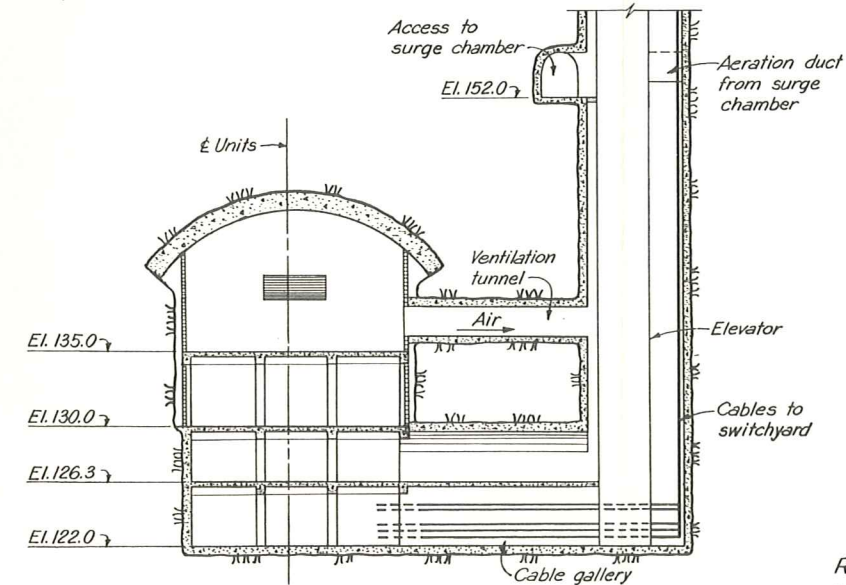 Access to
surge chamber
El. 152.0
Aeration duct
from surge
chamber
℄ Units
Ventilation
tunnel
Air
El. 135.0
Elevator
El. 130.0
Cables to
switchyard
El. 126.3
El. 122.0
Cable gallery
R